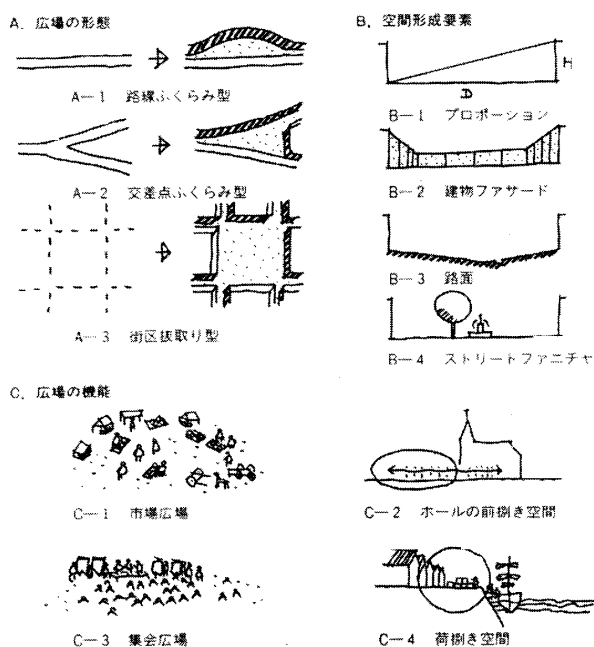 A. 広場の形態
A—1 路線ふくらみ型
A—2 交差点ふくらみ型
A—3 街区抜取り型
B. 空間形成要素
H
D
B—1 プロポーション
B—2 建物ファサード
B—3 路面
B—4 ストリートファニチャ
C. 広場の機能
C—1 市場広場
C—2 ホールの前捌き空間
C—3 集会広場
C—4 荷捌き空間